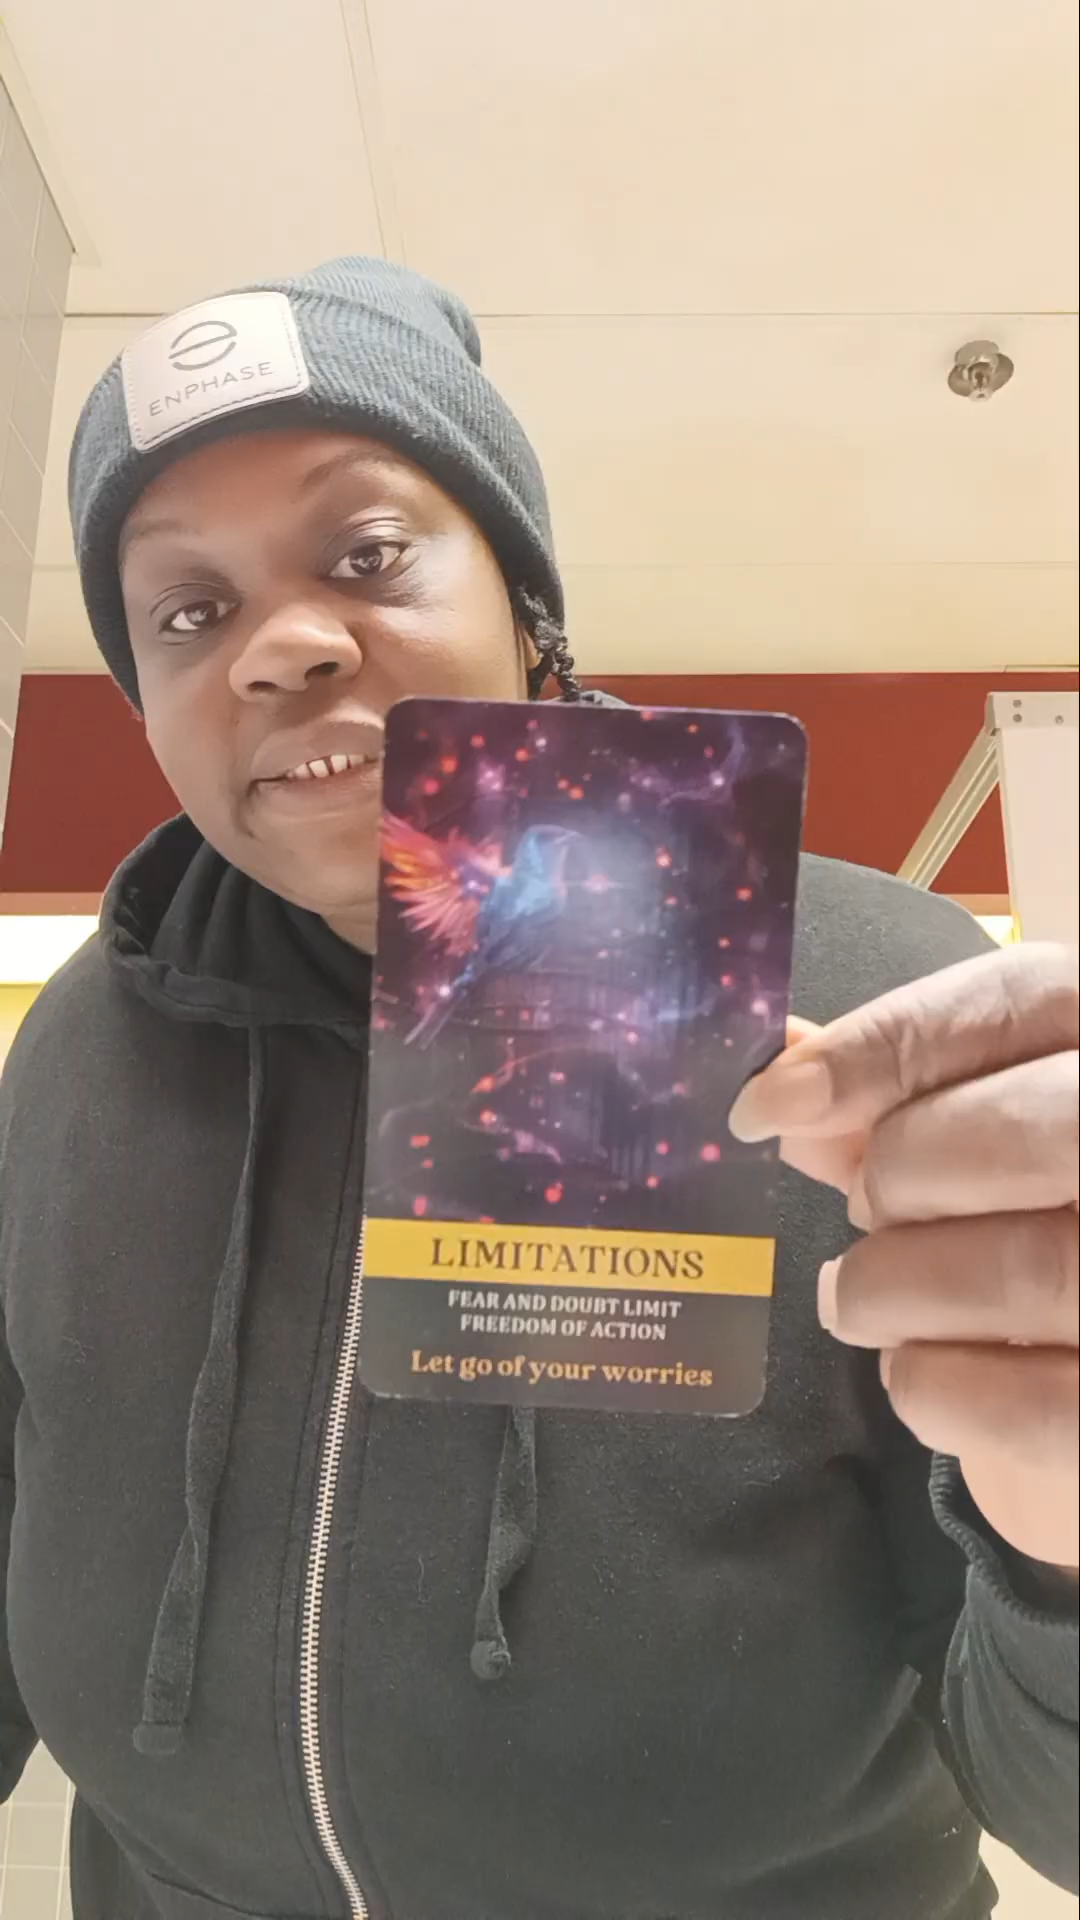 ENPHASE
LIMITATIONS
FEAR AND DOUBT LIMIT
FREEDOM OF ACTION
Let go of your worries